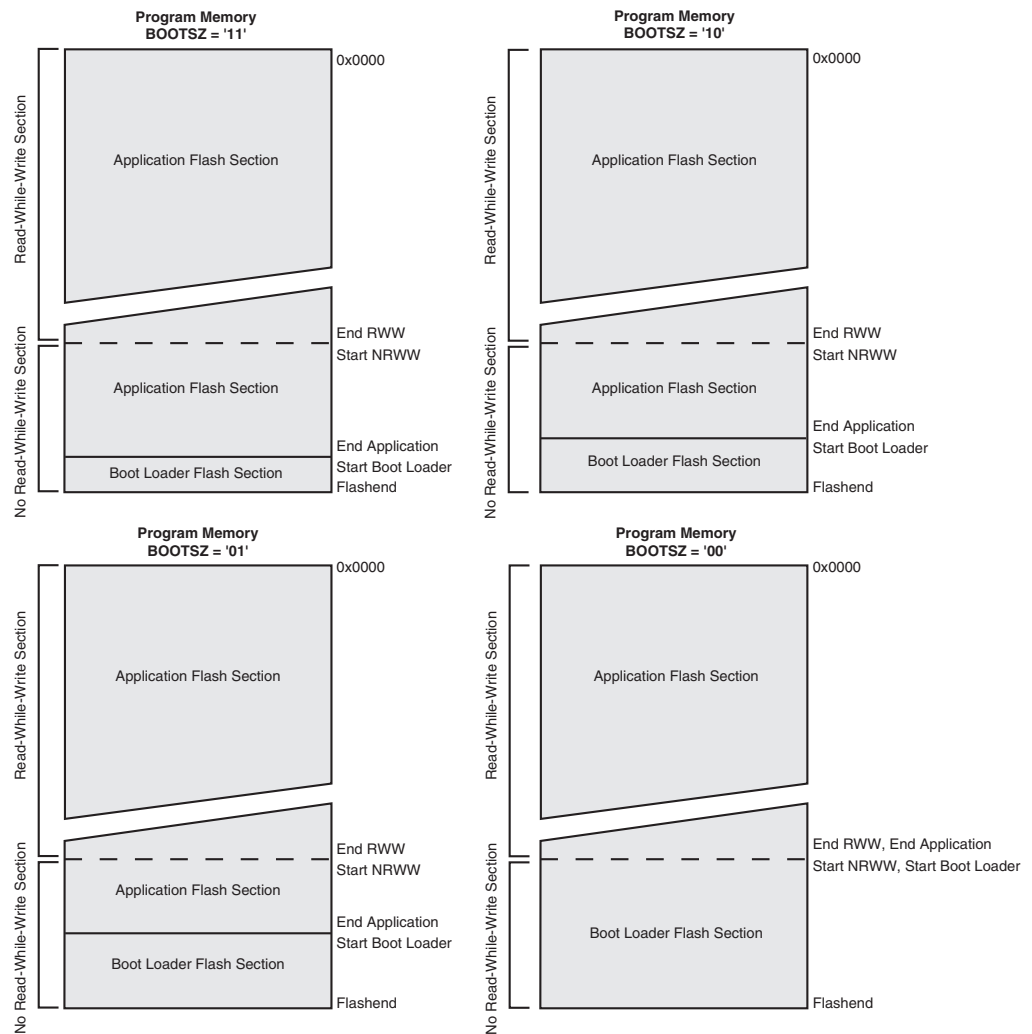 Program Memory
BOOTSZ = '11'
0x0000
Read-While-Write Section
Application Flash Section
End RWW
Start NRWW
No Read-While-Write Section
Application Flash Section
End Application
Start Boot Loader
Boot Loader Flash Section
Flashend
Program Memory
BOOTSZ = '10'
0x0000
Read-While-Write Section
Application Flash Section
End RWW
Start NRWW
No Read-While-Write Section
Application Flash Section
End Application
Start Boot Loader
Boot Loader Flash Section
Flashend
Program Memory
BOOTSZ = '01'
0x0000
Read-While-Write Section
Application Flash Section
End RWW
Start NRWW
No Read-While-Write Section
Application Flash Section
End Application
Start Boot Loader
Boot Loader Flash Section
Flashend
Program Memory
BOOTSZ = '00'
0x0000
Read-While-Write Section
Application Flash Section
End RWW, End Application
Start NRWW, Start Boot Loader
No Read-While-Write Section
Boot Loader Flash Section
Flashend